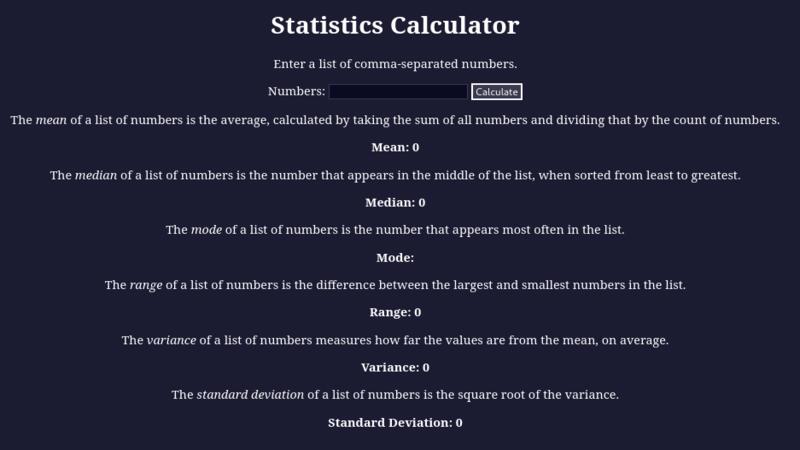 Statistics Calculator
Enter a list of comma-separated numbers.
Numbers: Calculate
The mean of a list of numbers is the average, calculated by taking the sum of all numbers and dividing that by the count of numbers.
Mean: 0
The median of a list of numbers is the number that appears in the middle of the list, when sorted from least to greatest.
Median: 0
The mode of a list of numbers is the number that appears most often in the list.
Mode:
The range of a list of numbers is the difference between the largest and smallest numbers in the list.
Range: 0
The variance of a list of numbers measures how far the values are from the mean, on average.
Variance: 0
The standard deviation of a list of numbers is the square root of the variance.
Standard Deviation: 0